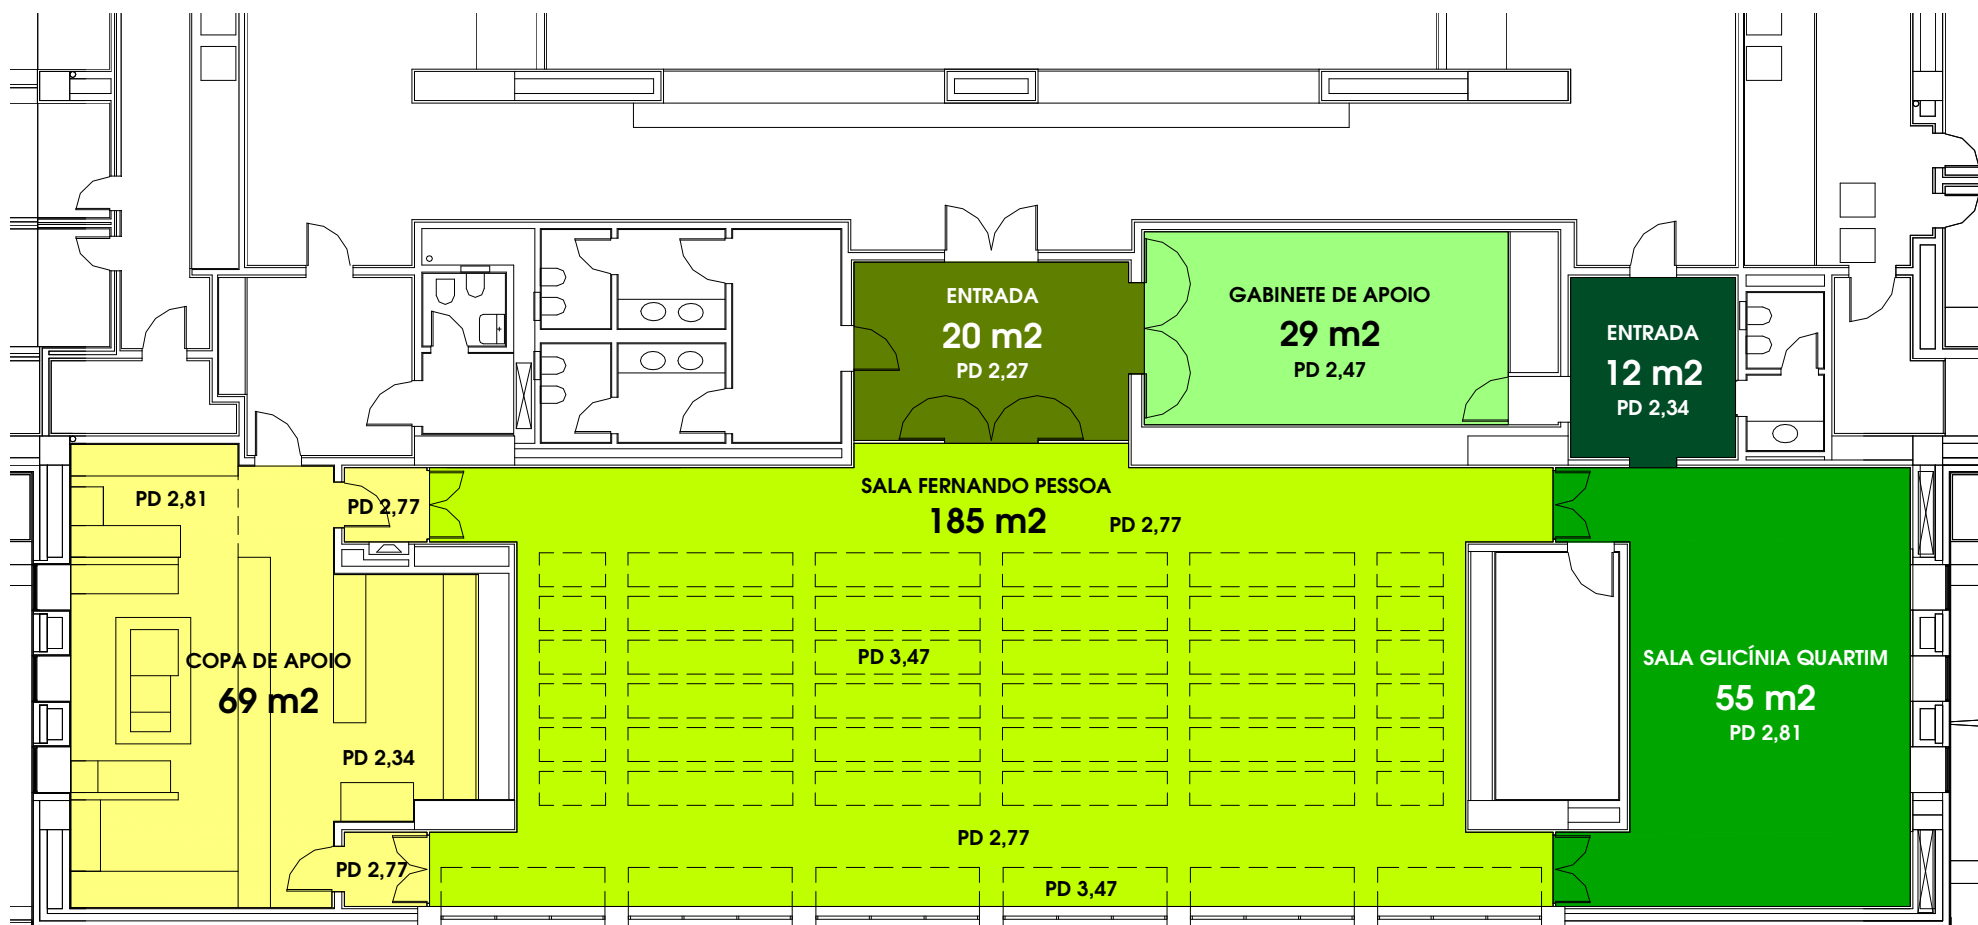 ENTRADA
20 m2
PD 2,27
GABINETE DE APOIO
29 m2
PD 2,47
ENTRADA
12 m2
PD 2,34
PD 2,81
PD 2,77
SALA FERNANDO PESSOA
185 m2
PD 2,77
PD 3,47
COPA DE APOIO
69 m2
PD 2,34
SALA GLICÍNIA QUARTIM
55 m2
PD 2,81
PD 2,77
PD 2,77
PD 3,47